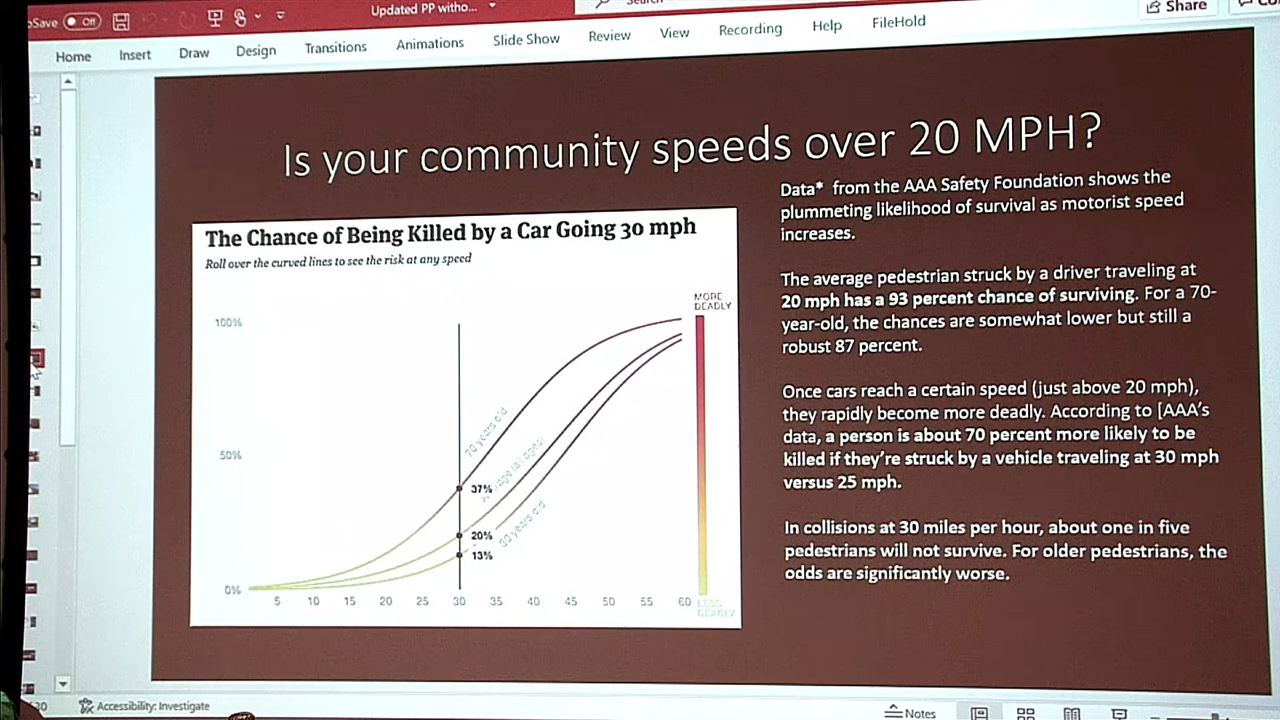 Save Off
Updated PP witho...
Share
Home Insert Draw Design Transitions Animations Slide Show Review View Recording Help FileHold
Is your community speeds over 20 MPH?
The Chance of Being Killed by a Car Going 30 mph
Roll over the curved lines to see the risk at any speed
MORE
DEADLY
100%
50%
0%
70 years old
30 years old
37%
20%
13%
5 10 15 20 25 30 35 40 45 50 55 60
LESS
DEADLY
Data* from the AAA Safety Foundation shows the
plummeting likelihood of survival as motorist speed
increases.
The average pedestrian struck by a driver traveling at
20 mph has a 93 percent chance of surviving. For a 70-
year-old, the chances are somewhat lower but still a
robust 87 percent.
Once cars reach a certain speed (just above 20 mph),
they rapidly become more deadly. According to [AAA's
data, a person is about 70 percent more likely to be
killed if they're struck by a vehicle traveling at 30 mph
versus 25 mph.
In collisions at 30 miles per hour, about one in five
pedestrians will not survive. For older pedestrians, the
odds are significantly worse.
Accessibility: Investigate
Notes